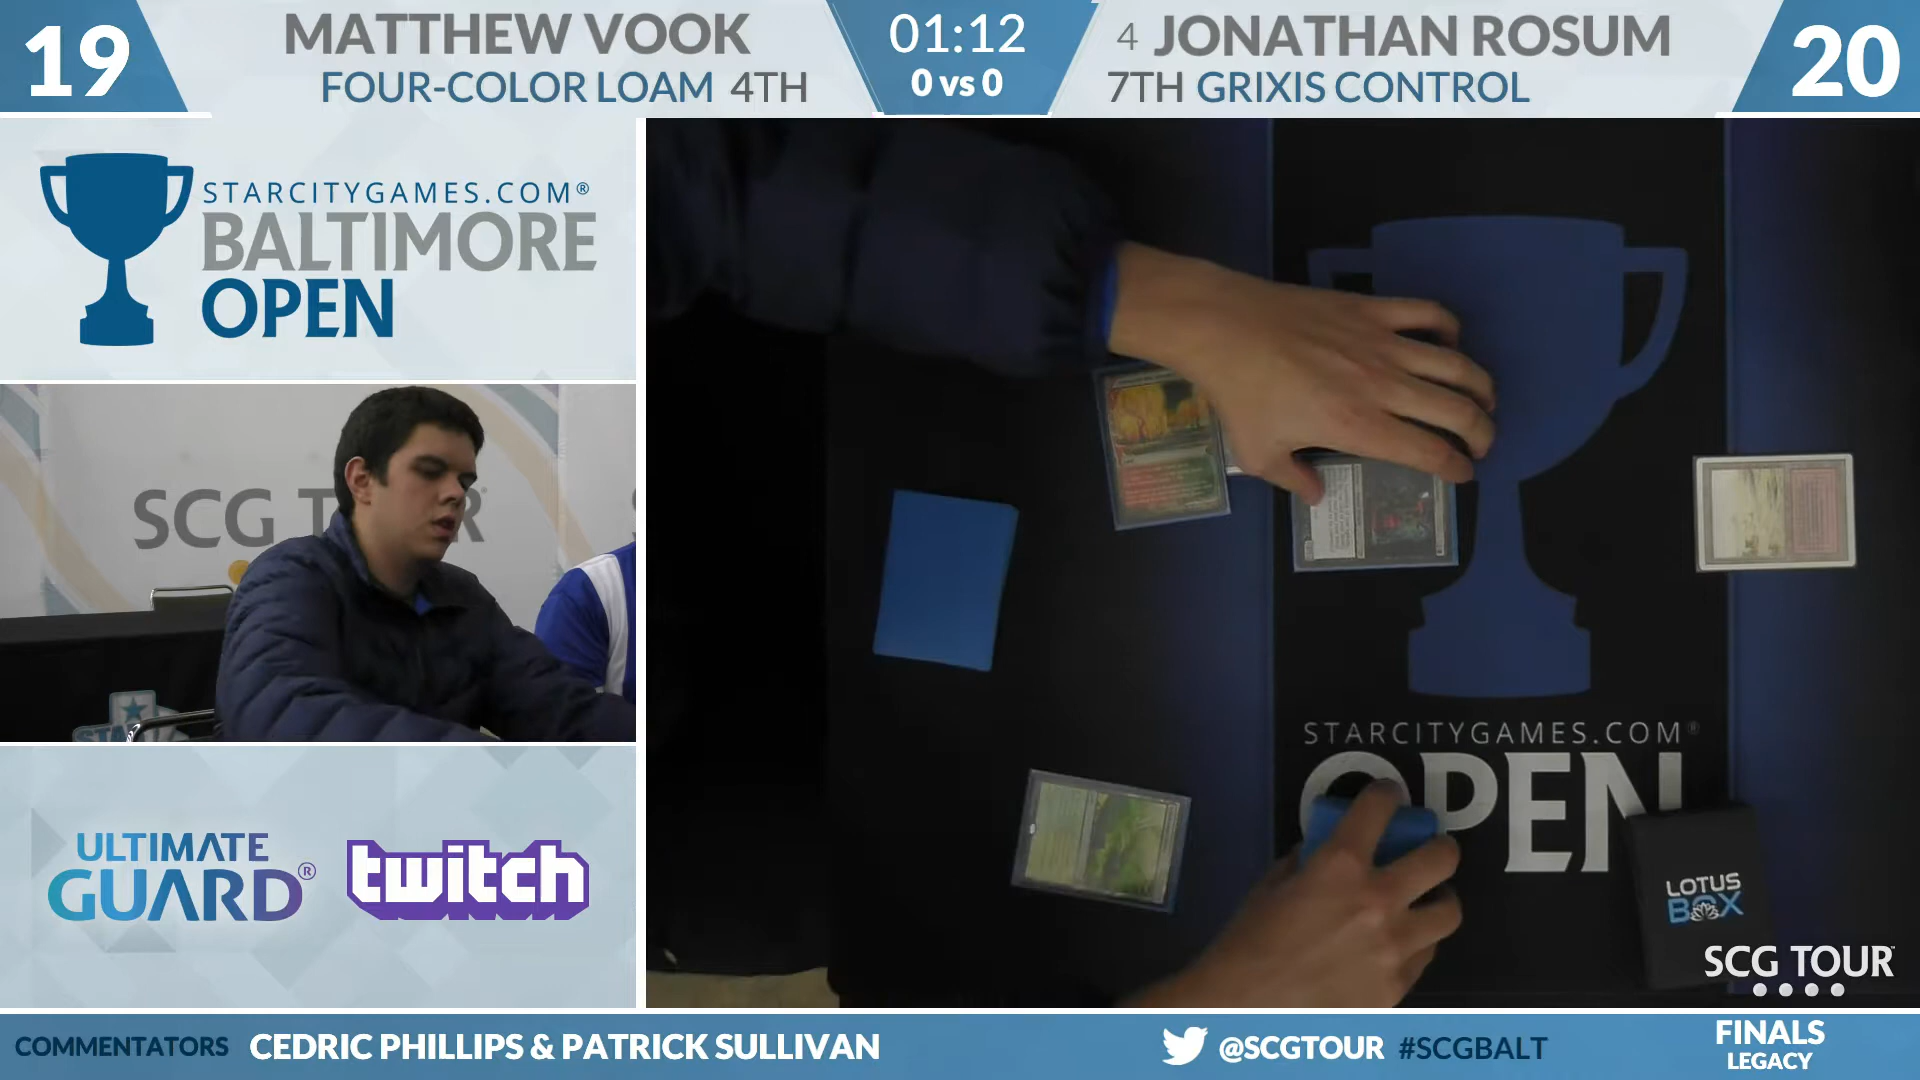 19
MATTHEW VOOK
FOUR-COLOR LOAM 4TH
01:12
0 vs 0
4 JONATHAN ROSUM
7TH GRIXIS CONTROL
20
STARCITYGAMES.COM®
BALTIMORE
OPEN
SCG T R
STA
ULTIMATE
GUARD®
twitch
STARCITYGAMES.COM®
OPEN
LOTUS
BOX
SCG TOUR
COMMENTATORS CEDRIC PHILLIPS & PATRICK SULLIVAN
@SCGTOUR #SCGBALT
FINALS
LEGACY